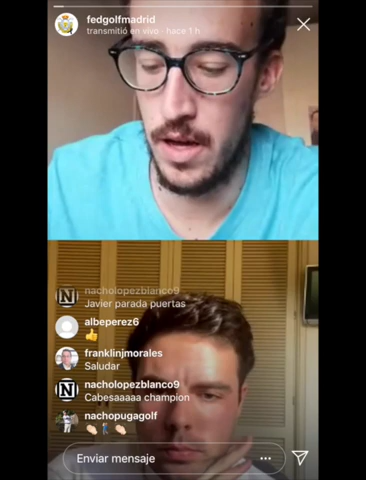 fedgolfmadrid
transmitió en vivo · hace 1 h
nacholopezblanco9
Javier parada puertas
albeperez6
👍
franklinjmorales
Saludar
nacholopezblanco9
Cabesaaaaa champion
nachopugagolf
Enviar mensaje